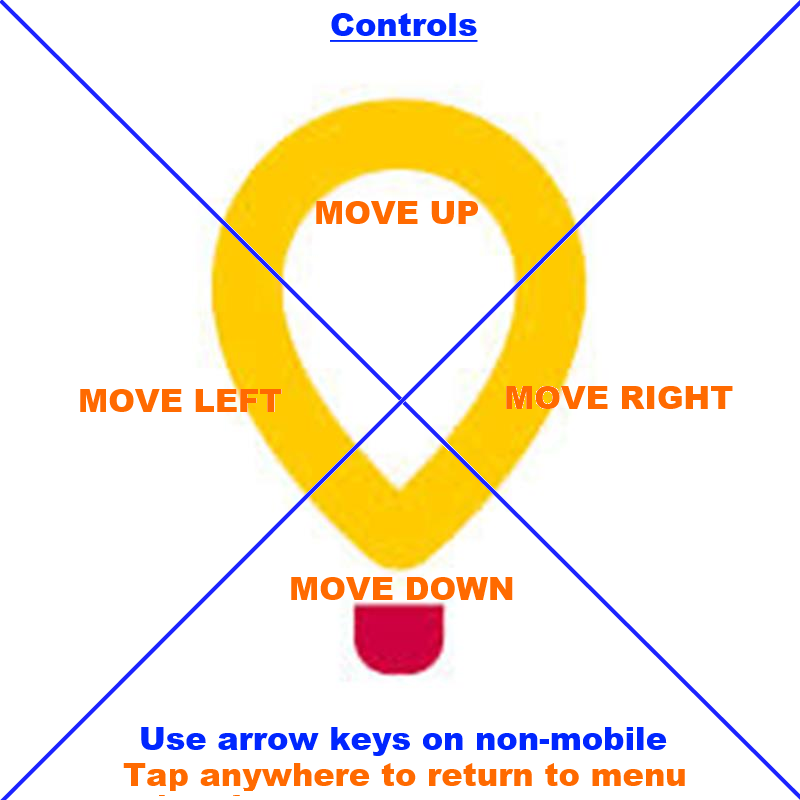 Controls
MOVE UP
MOVE LEFT
MOVE RIGHT
MOVE DOWN
Use arrow keys on non-mobile
Tap anywhere to return to menu